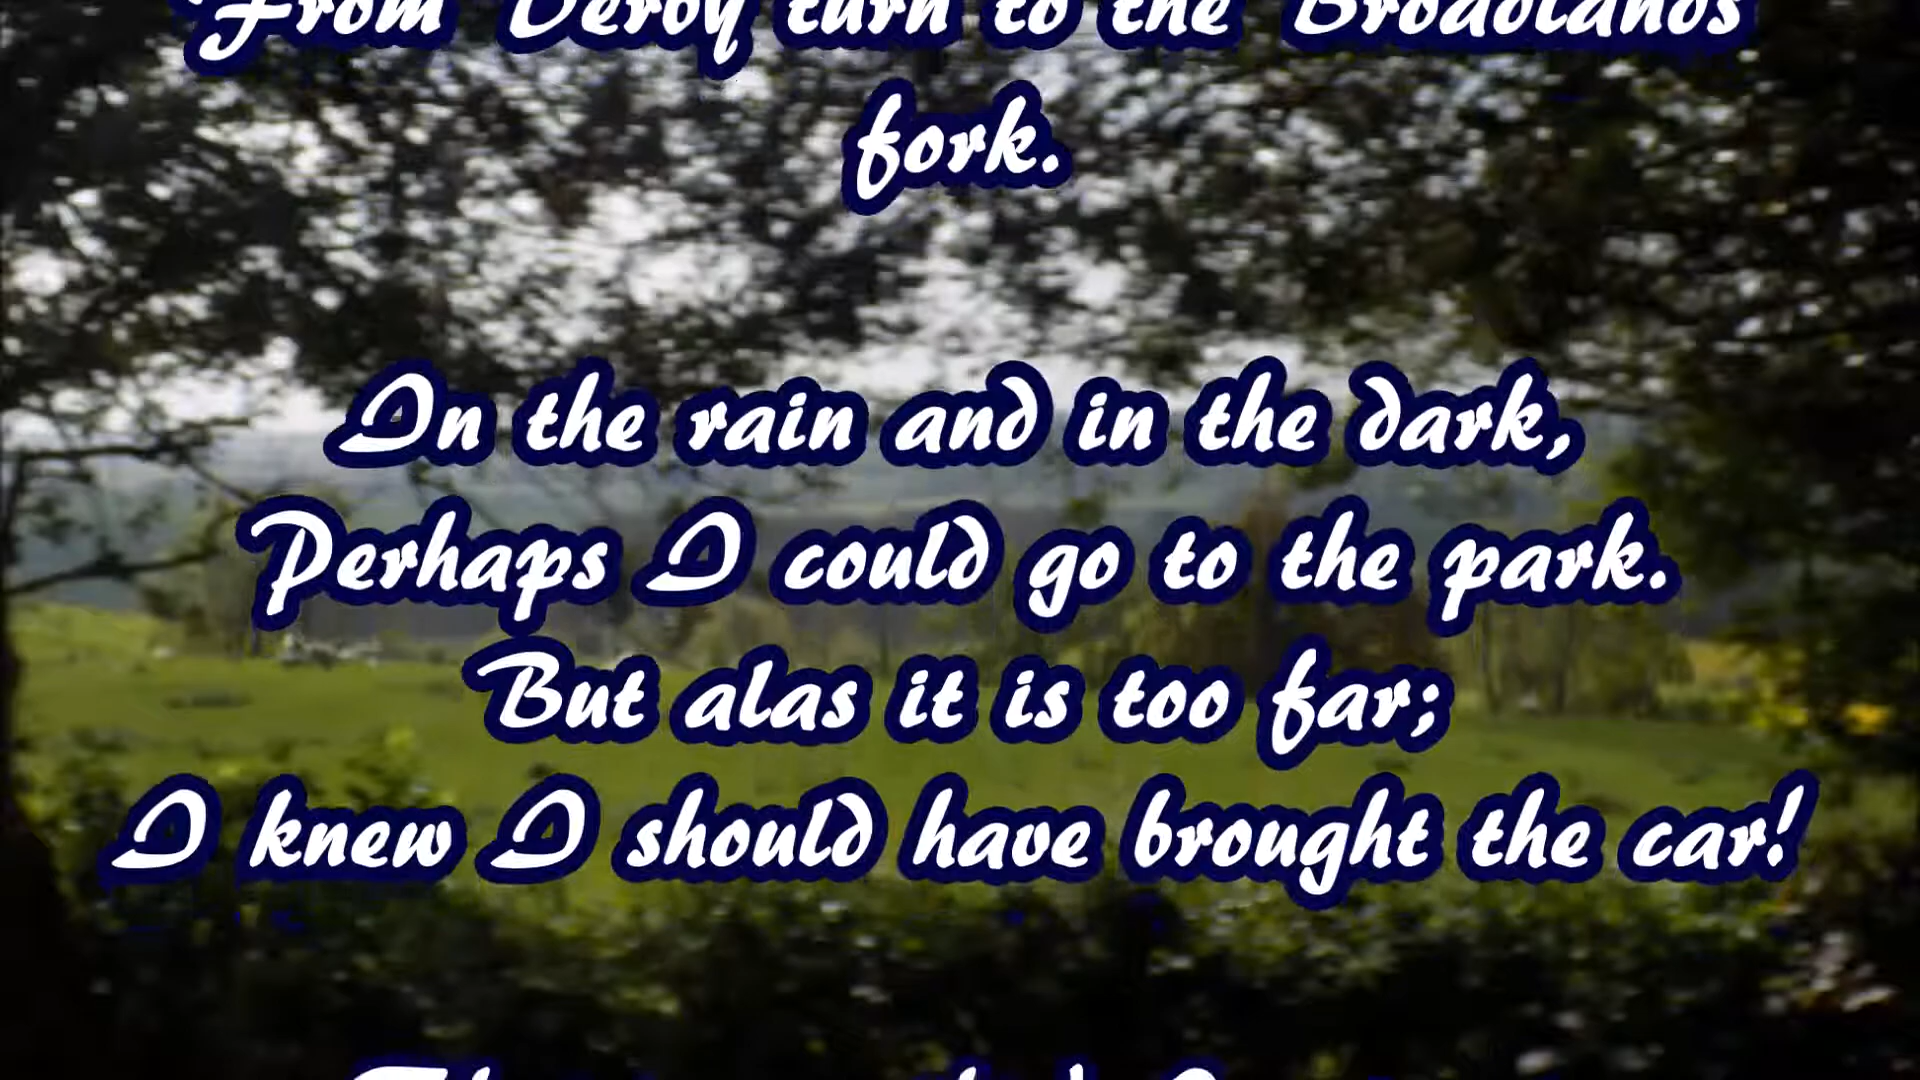 From Derby turn to the Broadlands
fork.
In the rain and in the dark,
Perhaps I could go to the park.
But alas it is too far;
I knew I should have brought the car!